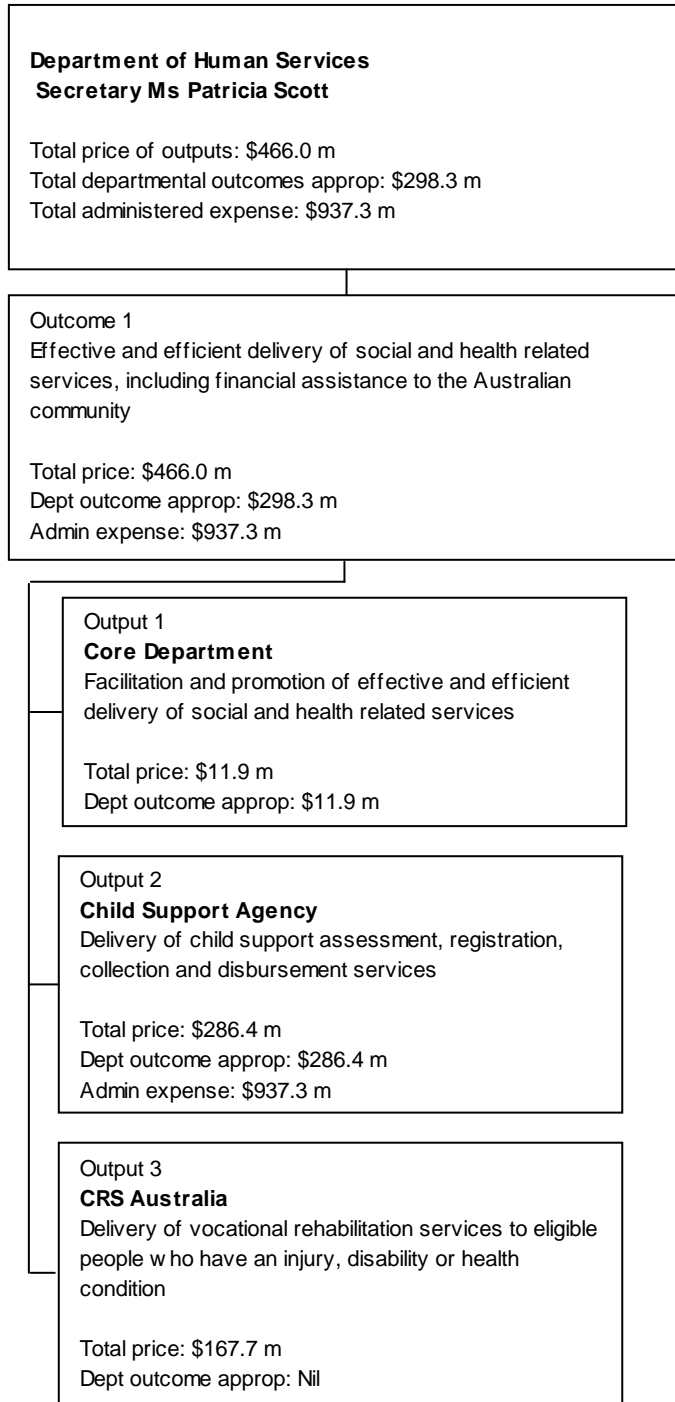 Department of Human Services
Secretary Ms Patricia Scott
Total price of outputs: $466.0 m
Total departmental outcomes approp: $298.3 m
Total administered expense: $937.3 m
Outcome 1
Effective and efficient delivery of social and health related
services, including financial assistance to the Australian
community
Total price: $466.0 m
Dept outcome approp: $298.3 m
Admin expense: $937.3 m
Output 1
Core Department
Facilitation and promotion of effective and efficient
delivery of social and health related services
Total price: $11.9 m
Dept outcome approp: $11.9 m
Output 2
Child Support Agency
Delivery of child support assessment, registration,
collection and disbursement services
Total price: $286.4 m
Dept outcome approp: $286.4 m
Admin expense: $937.3 m
Output 3
CRS Australia
Delivery of vocational rehabilitation services to eligible
people who have an injury, disability or health
condition
Total price: $167.7 m
Dept outcome approp: Nil